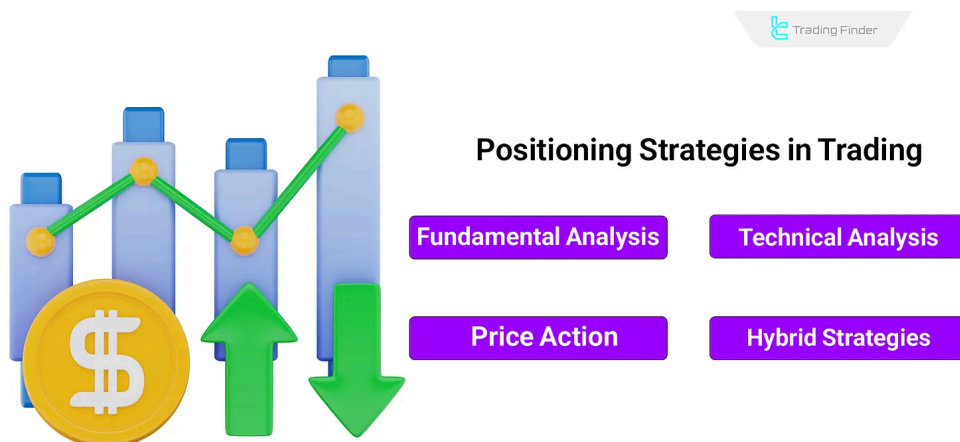 Trading Finder
Positioning Strategies in Trading
Fundamental Analysis
Technical Analysis
Price Action
Hybrid Strategies
$